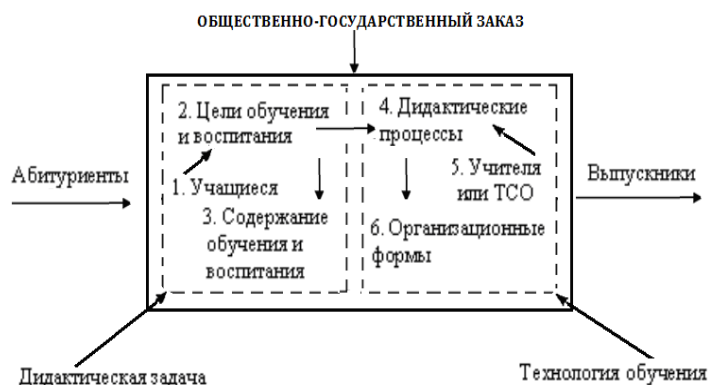 ОБЩЕСТВЕННО-ГОСУДАРСТВЕННЫЙ ЗАКАЗ
Абитуриенты
2. Цели обучения
и воспитания
1. Учащиеся
3. Содержание
обучения и
воспитания
4. Дидактические
процессы
5. Учителя
или ТСО
6. Организационные
формы
Выпускники
Дидактическая задача
Технология обучения